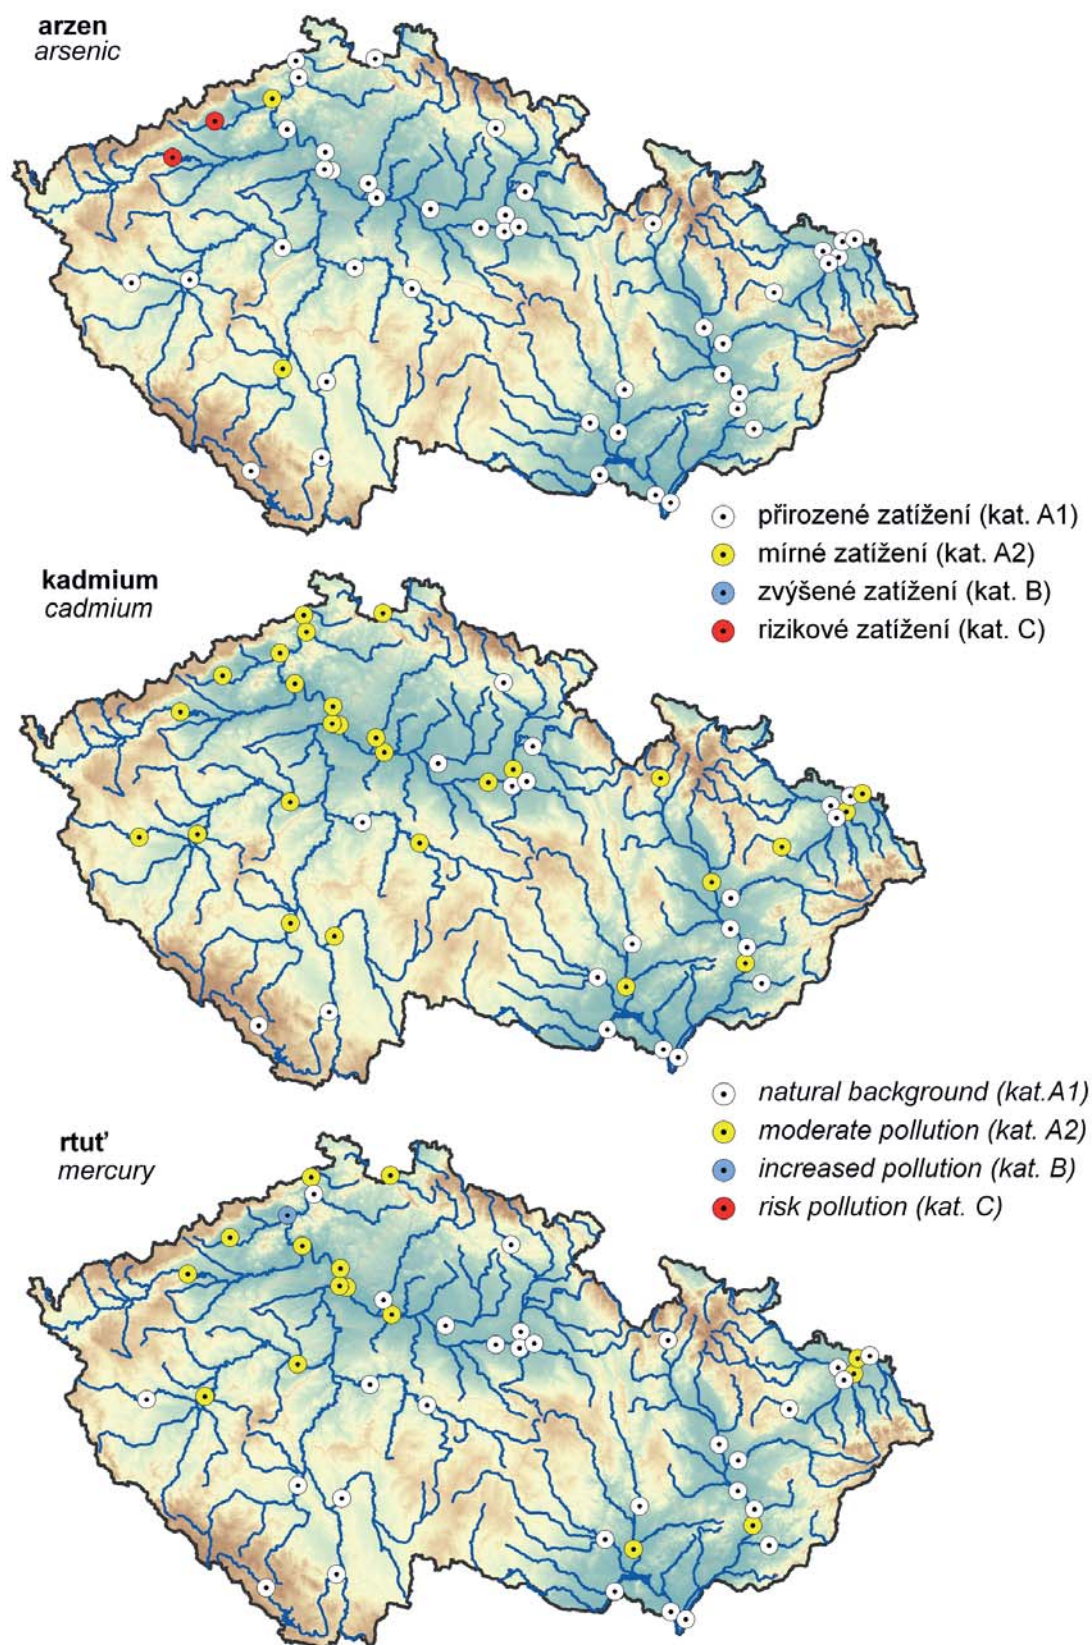 arzen
arsenic
přirozené zatížení (kat. A1)
mírné zatížení (kat. A2)
zvýšené zatížení (kat. B)
rizikové zatížení (kat. C)
kadmium
cadmium
natural background (kat.A1)
moderate pollution (kat. A2)
increased pollution (kat. B)
risk pollution (kat. C)
rtuť
mercury